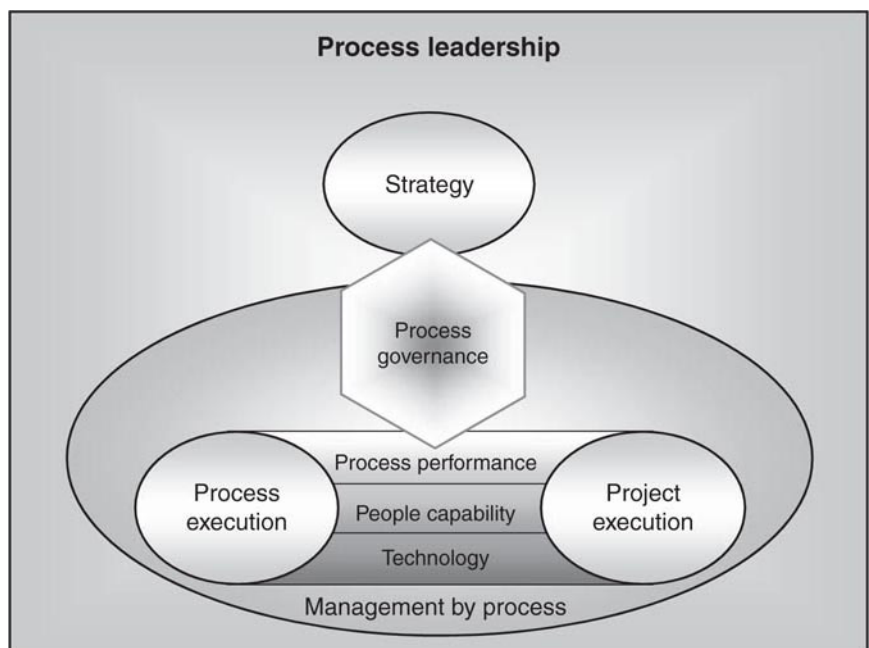 Process leadership
Strategy
Process
governance
Process performance
Process
execution
People capability
Project
execution
Technology
Management by process